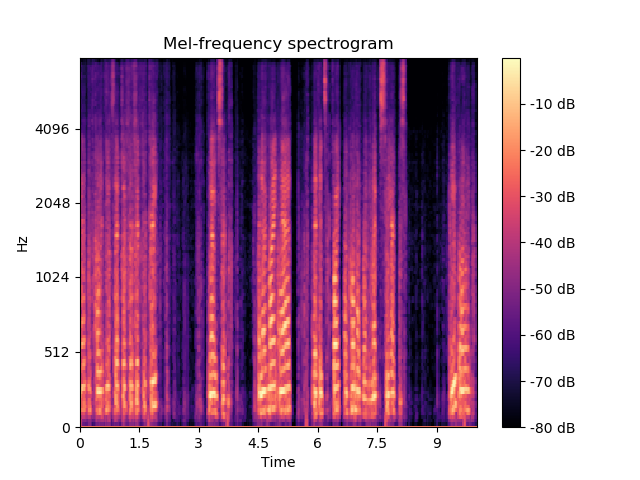 Mel-frequency spectrogram
Hz
4096
2048
1024
512
0
0 1.5 3 4.5 6 7.5 9
Time
-10 dB
-20 dB
-30 dB
-40 dB
-50 dB
-60 dB
-70 dB
-80 dB